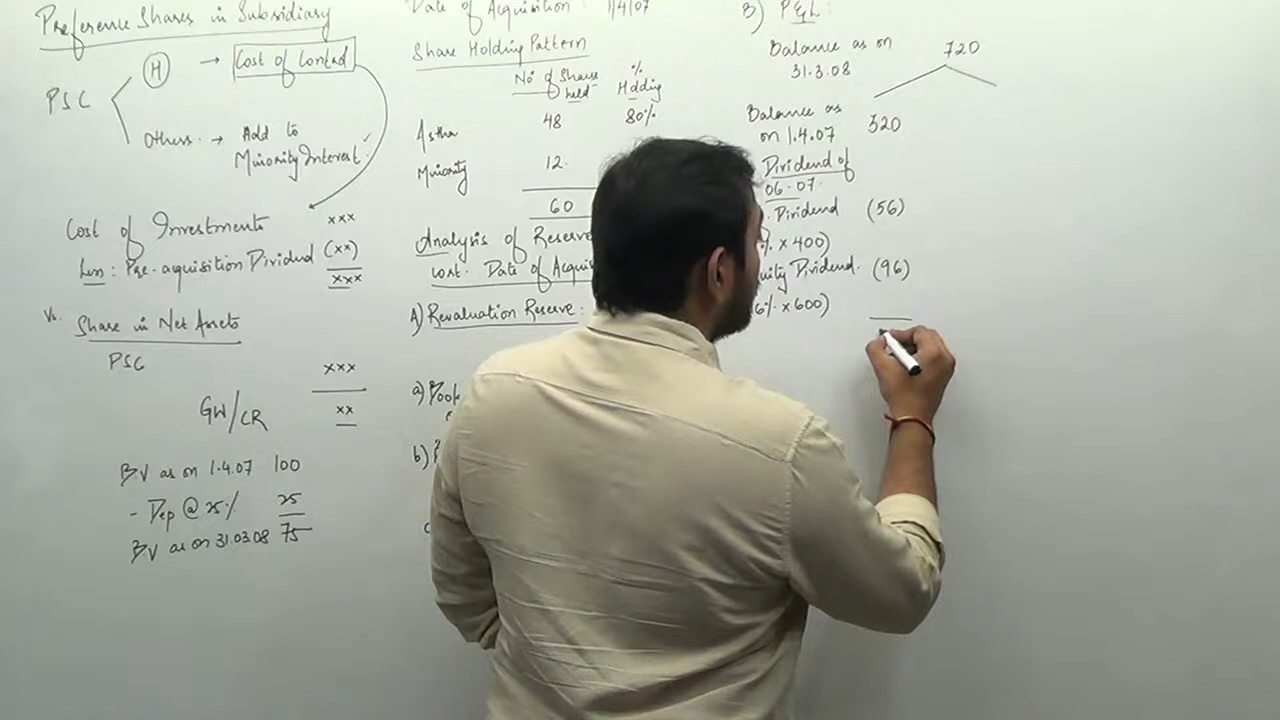 Preference Shares in Subsidiary
PSC
(H) → Cost of Control
Others → Add to
Minority Interest
Cost of Investments xxx
Less: Pre-acquisition Dividend (xx)
xxx
Vs.
Share in Net Assets
PSC xxx
GW/CR xx
BV as on 1.4.07 100
- Dep @ 25% 25
BV as on 31.03.08 75
Date of Acquisition 1/4/07
Share Holding Pattern
No of Shares held % Holding
Astha 48 80%
Minority 12
60
Analysis of Reserve
Date of
A) Revaluation Reserve:
a) Book
b)
B) P&L:
Balance as on
31.3.08 720
Balance as
on 1.4.07 320
Dividend of
06-07
Dividend (56)
% x 400)
Dividend. (96)
6% x 600)